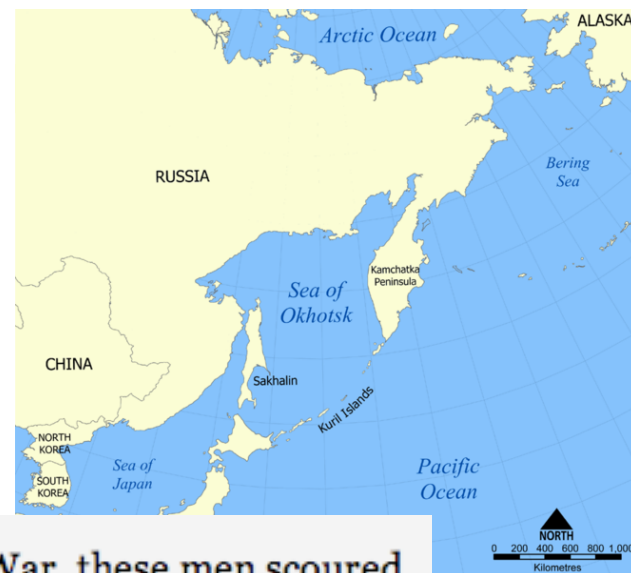 ALASKA
Arctic Ocean
RUSSIA
Bering
Sea
Kamchatka
Peninsula
Sea of
Okhotsk
CHINA
Sakhalin
Kuril Islands
NORTH
KOREA
Sea of
Japan
SOUTH
KOREA
Pacific
Ocean
NORTH
0 200 400 600 800 1,000
Kilometres
War, these men scoured